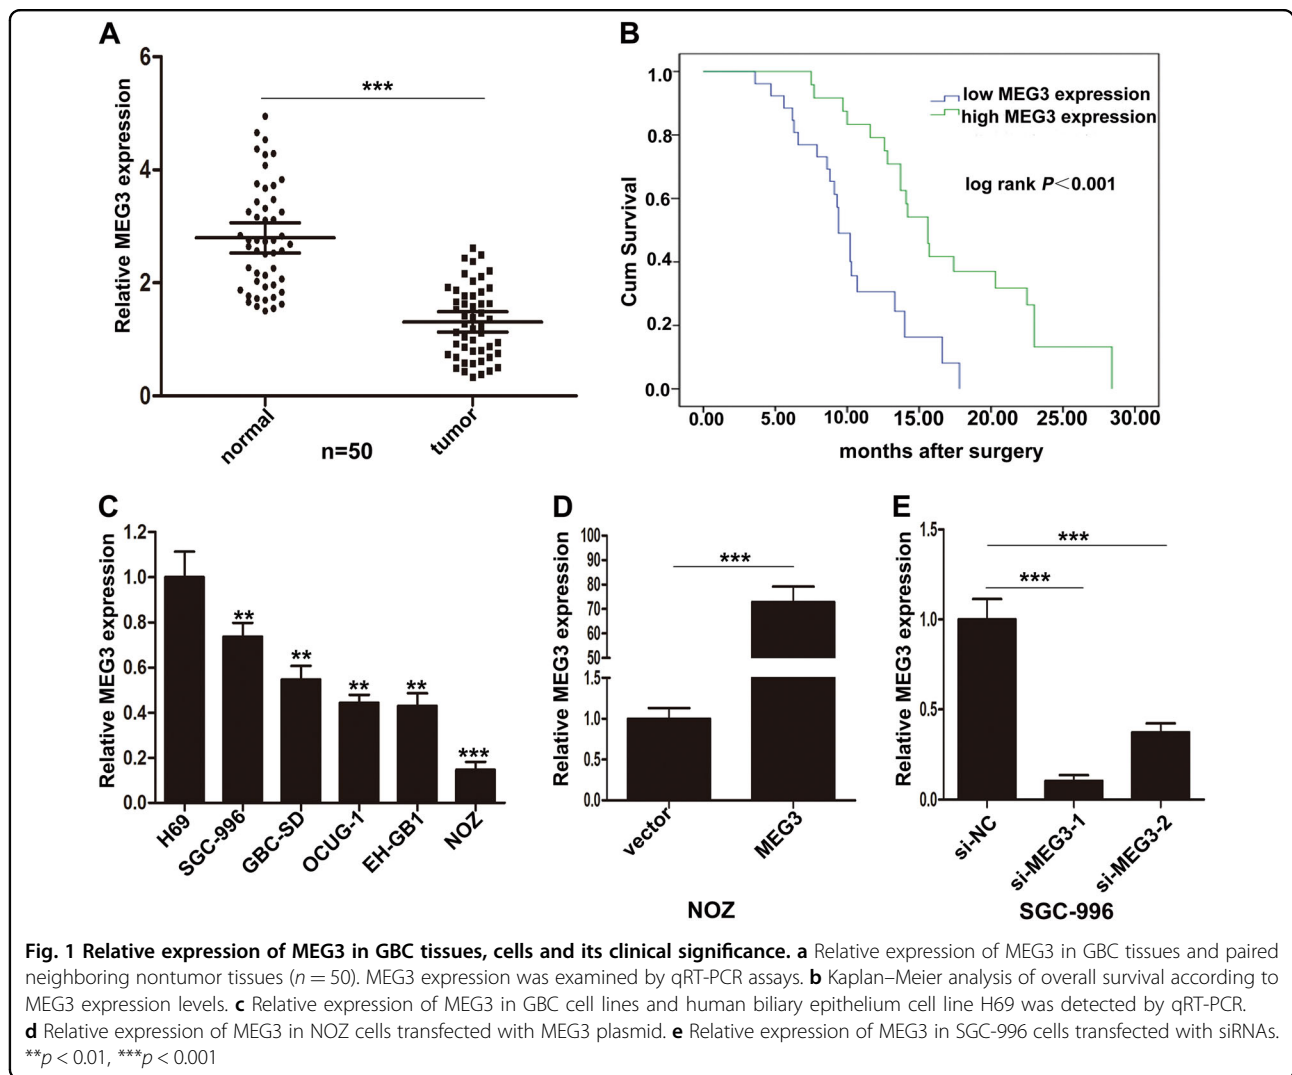 A
Relative MEG3 expression
6
4
2
0
***
normal
n=50
tumor
B
Cum Survival
1.0
0.8
0.6
0.4
0.2
0.0
low MEG3 expression
high MEG3 expression
log rank P<0.001
0.00 5.00 10.00 15.00 20.00 25.00 30.00
months after surgery
C
Relative MEG3 expression
1.2
1.0
0.8
0.6
0.4
0.2
0.0
**
**
**
**
***
H69 SGC-996 GBC-SD OCUG-1 EH-GB1 NOZ
D
Relative MEG3 expression
100
90
80
70
60
50
1.5
1.0
0.5
0.0
***
vector MEG3
NOZ
E
Relative MEG3 expression
1.5
1.0
0.5
0.0
***
***
si-NC si-MEG3-1 si-MEG3-2
SGC-996
Fig. 1 Relative expression of MEG3 in GBC tissues, cells and its clinical significance. a Relative expression of MEG3 in GBC tissues and paired
neighboring nontumor tissues (n = 50). MEG3 expression was examined by qRT-PCR assays. b Kaplan–Meier analysis of overall survival according to
MEG3 expression levels. c Relative expression of MEG3 in GBC cell lines and human biliary epithelium cell line H69 was detected by qRT-PCR.
d Relative expression of MEG3 in NOZ cells transfected with MEG3 plasmid. e Relative expression of MEG3 in SGC-996 cells transfected with siRNAs.
**p < 0.01, ***p < 0.001